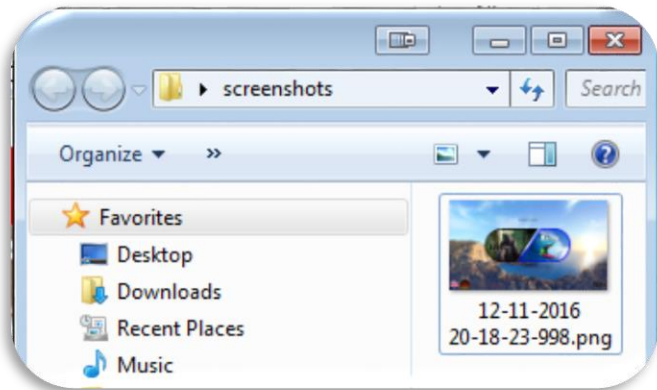 screenshots
Search
Organize
»
Favorites
Desktop
Downloads
Recent Places
Music
12-11-2016
20-18-23-998.png